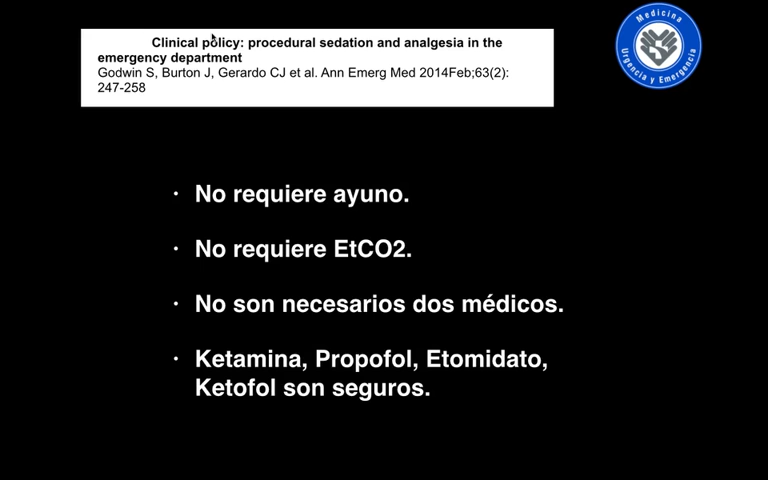 Clinical policy: procedural sedation and analgesia in the
emergency department
Godwin S, Burton J, Gerardo CJ et al. Ann Emerg Med 2014Feb;63(2):
247-258
Medicina
Urgencia y Emergencia
· No requiere ayuno.
· No requiere EtCO2.
· No son necesarios dos médicos.
· Ketamina, Propofol, Etomidato,
Ketofol son seguros.